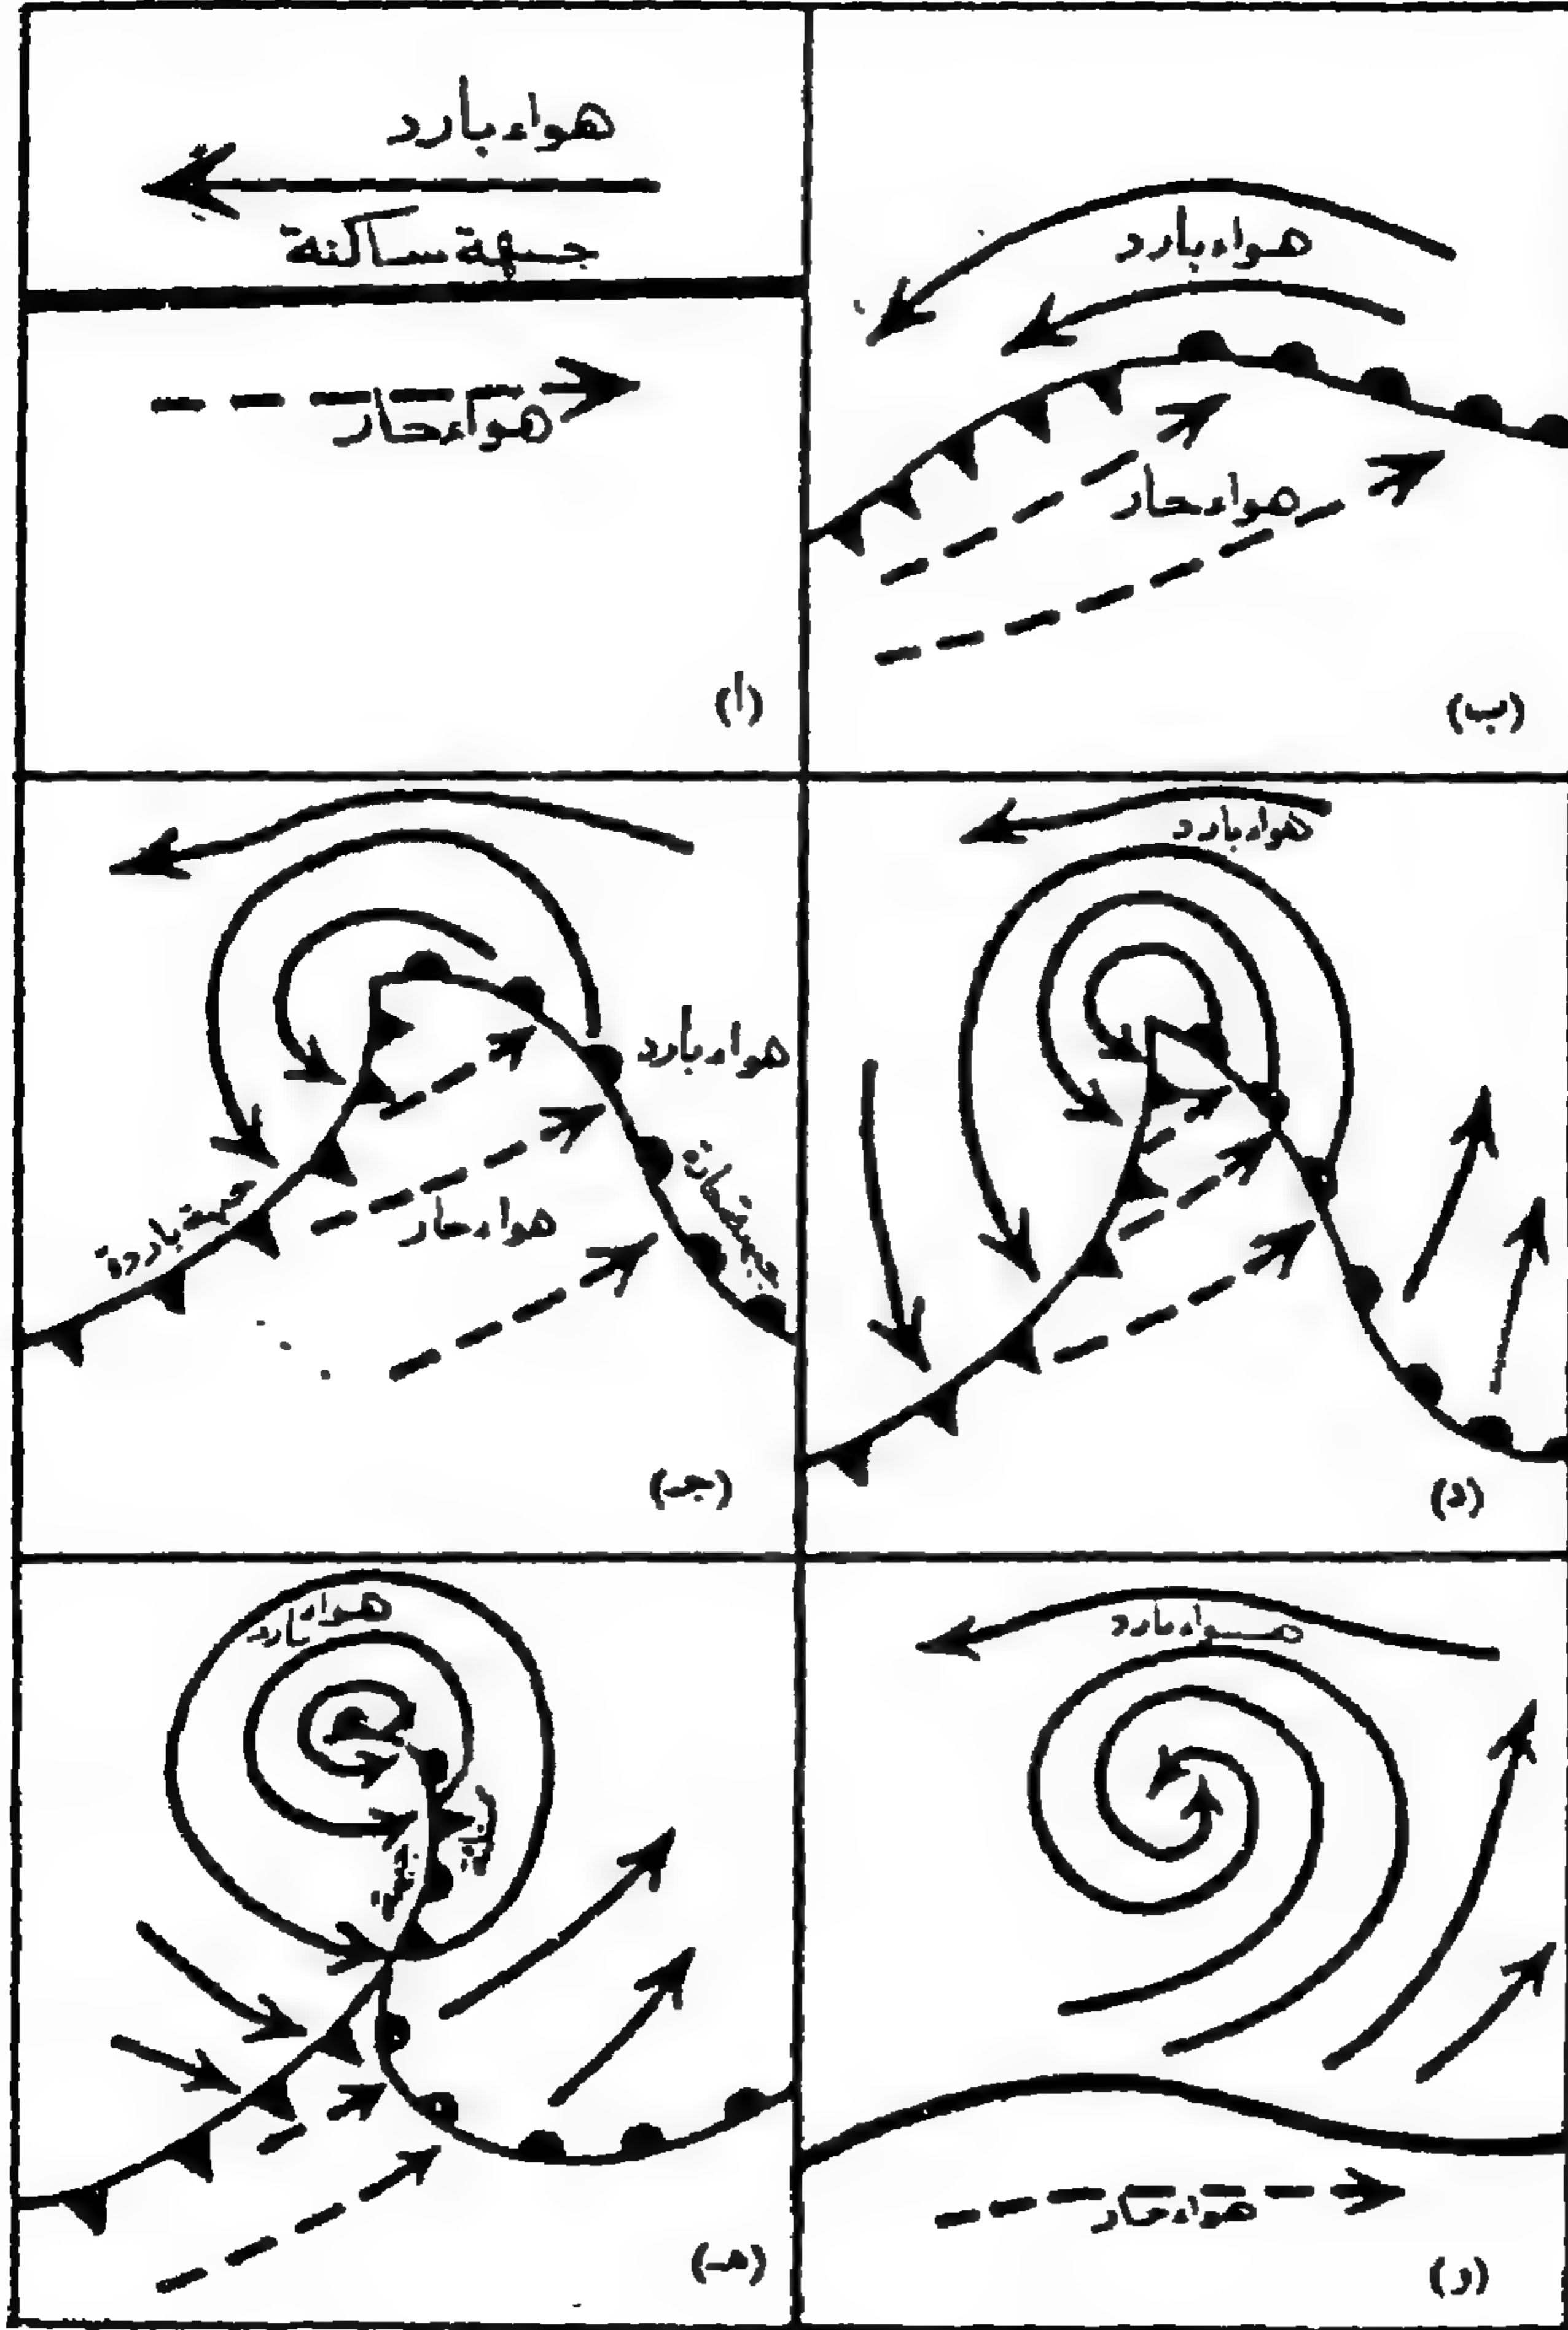 هواء بارد
جبهة ساكنة
هواء حار
(أ)
هواء بارد
هواء حار
(ب)
هواء بارد
جبهة باردة
هواء حار
(جـ)
هواء بارد
(د)
هواء بارد
(هـ)
هواء بارد
هواء حار
(و)